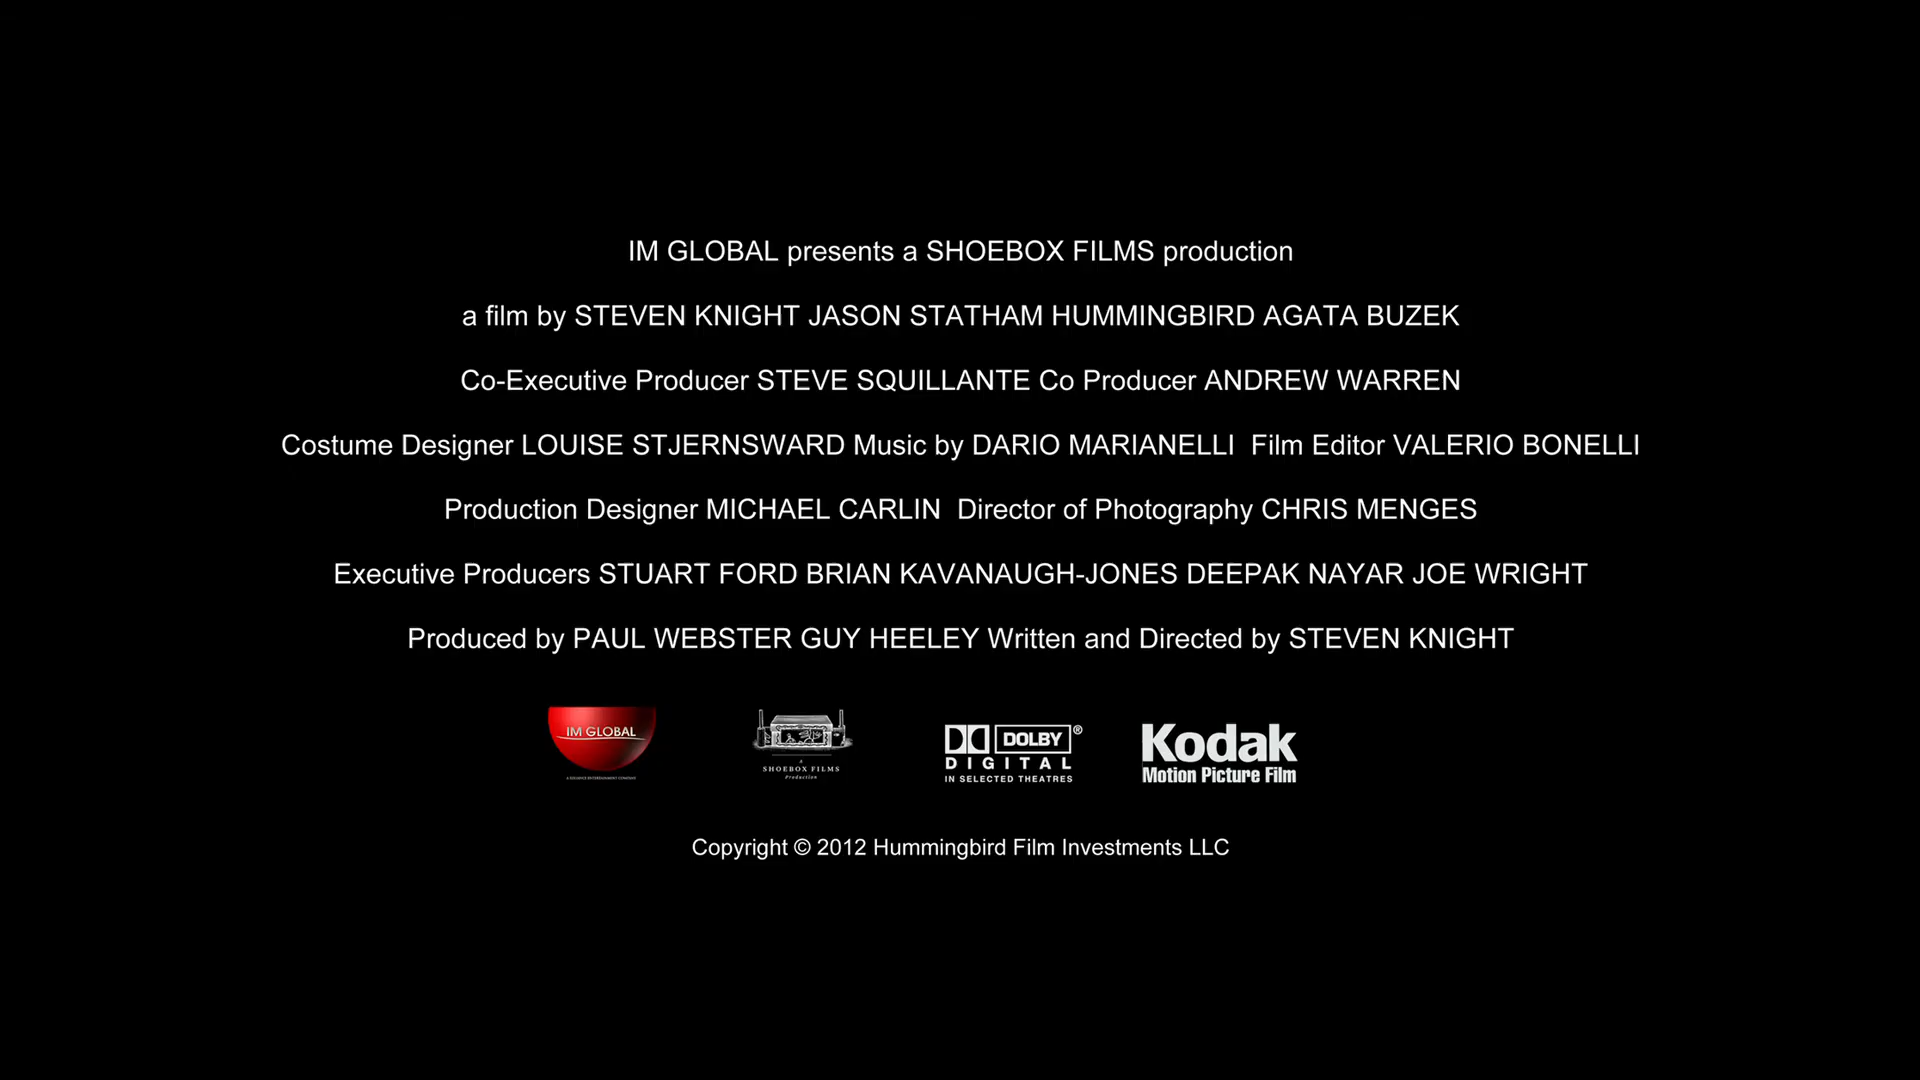 IM GLOBAL presents a SHOEBOX FILMS production
a film by STEVEN KNIGHT JASON STATHAM HUMMINGBIRD AGATA BUZEK
Co-Executive Producer STEVE SQUILLANTE Co Producer ANDREW WARREN
Costume Designer LOUISE STJERNSWARD Music by DARIO MARIANELLI  Film Editor VALERIO BONELLI
Production Designer MICHAEL CARLIN  Director of Photography CHRIS MENGES
Executive Producers STUART FORD BRIAN KAVANAUGH-JONES DEEPAK NAYAR JOE WRIGHT
Produced by PAUL WEBSTER GUY HEELEY Written and Directed by STEVEN KNIGHT
IM GLOBAL
A RELIANCE ENTERTAINMENT COMPANY
A
SHOEBOX FILMS
Production
DOLBY®
DIGITAL
IN SELECTED THEATRES
Kodak
Motion Picture Film
Copyright © 2012 Hummingbird Film Investments LLC